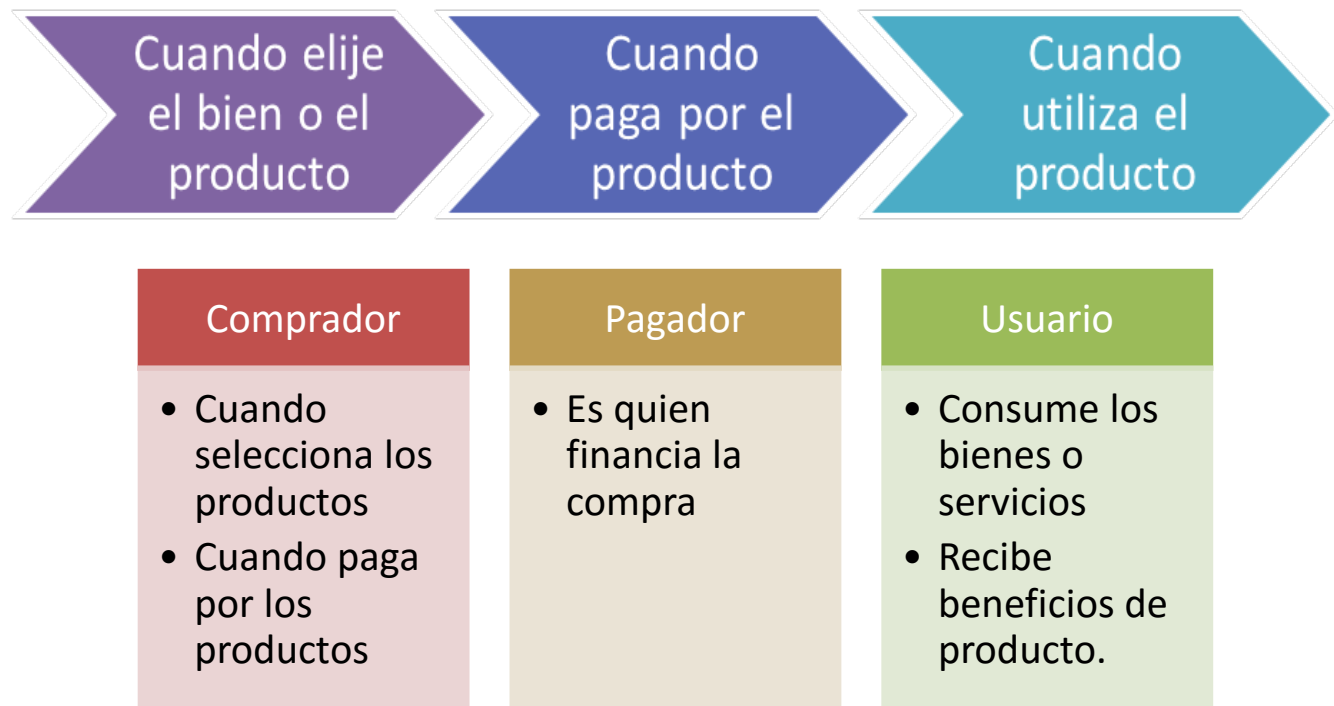 Cuando elije
el bien o el
producto
Cuando
paga por el
producto
Cuando
utiliza el
producto
Comprador
• Cuando
selecciona los
productos
• Cuando paga
por los
productos
Pagador
• Es quien
financia la
compra
Usuario
• Consume los
bienes o
servicios
• Recibe
beneficios de
producto.